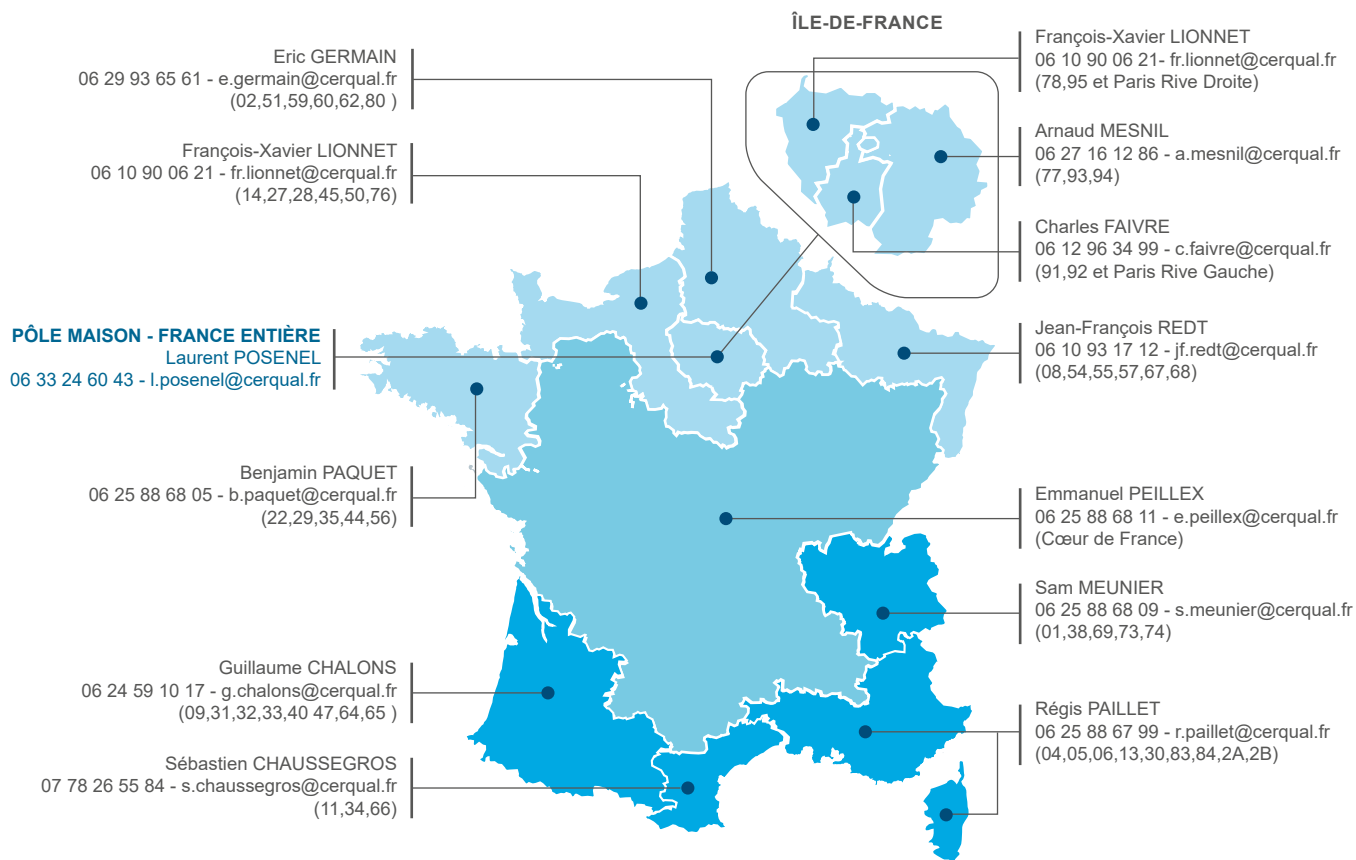 ÎLE-DE-FRANCE
Eric GERMAIN
06 29 93 65 61 - e.germain@cerqual.fr
(02,51,59,60,62,80 )
François-Xavier LIONNET
06 10 90 06 21 - fr.lionnet@cerqual.fr
(14,27,28,45,50,76)
PÔLE MAISON - FRANCE ENTIÈRE
Laurent POSENEL
06 33 24 60 43 - l.posenel@cerqual.fr
Benjamin PAQUET
06 25 88 68 05 - b.paquet@cerqual.fr
(22,29,35,44,56)
Guillaume CHALONS
06 24 59 10 17 - g.chalons@cerqual.fr
(09,31,32,33,40 47,64,65 )
Sébastien CHAUSSEGROS
07 78 26 55 84 - s.chaussegros@cerqual.fr
(11,34,66)
François-Xavier LIONNET
06 10 90 06 21- fr.lionnet@cerqual.fr
(78,95 et Paris Rive Droite)
Arnaud MESNIL
06 27 16 12 86 - a.mesnil@cerqual.fr
(77,93,94)
Charles FAIVRE
06 12 96 34 99 - c.faivre@cerqual.fr
(91,92 et Paris Rive Gauche)
Jean-François REDT
06 10 93 17 12 - jf.redt@cerqual.fr
(08,54,55,57,67,68)
Emmanuel PEILLEX
06 25 88 68 11 - e.peillex@cerqual.fr
(Cœur de France)
Sam MEUNIER
06 25 88 68 09 - s.meunier@cerqual.fr
(01,38,69,73,74)
Régis PAILLET
06 25 88 67 99 - r.paillet@cerqual.fr
(04,05,06,13,30,83,84,2A,2B)